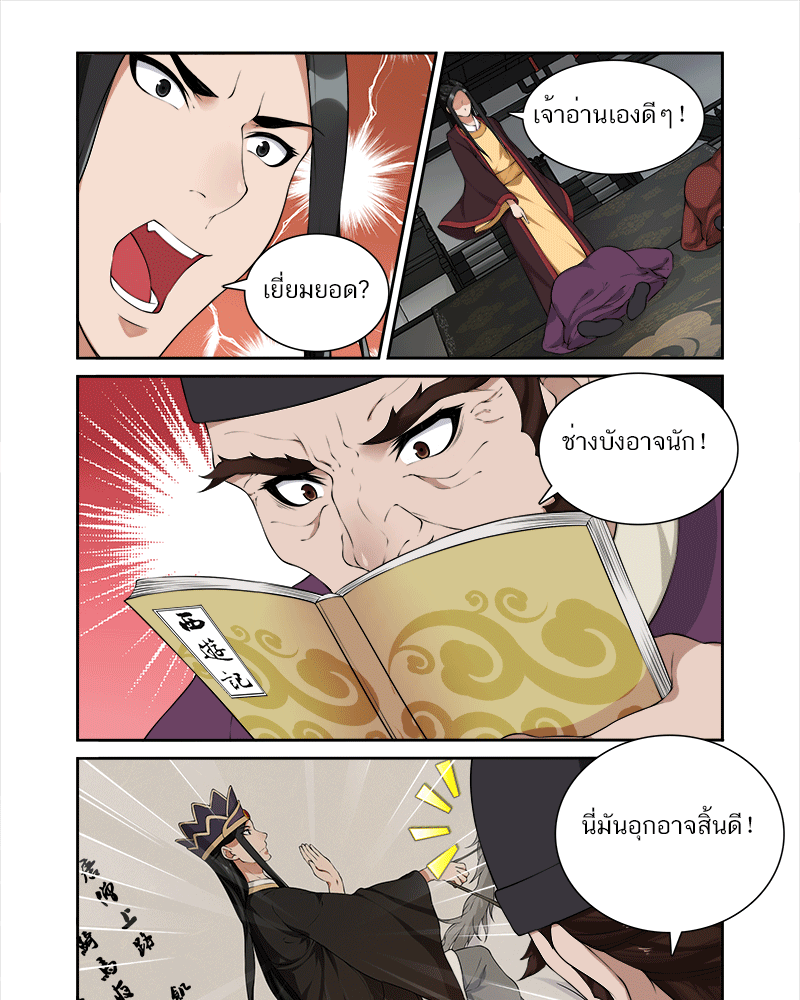 เยี่ยมยอด?
เจ้าอ่านเองดีๆ!
ช่างบังอาจนัก!
西
記
นี่มันอุกอาจสิ้นดี!
上
馬